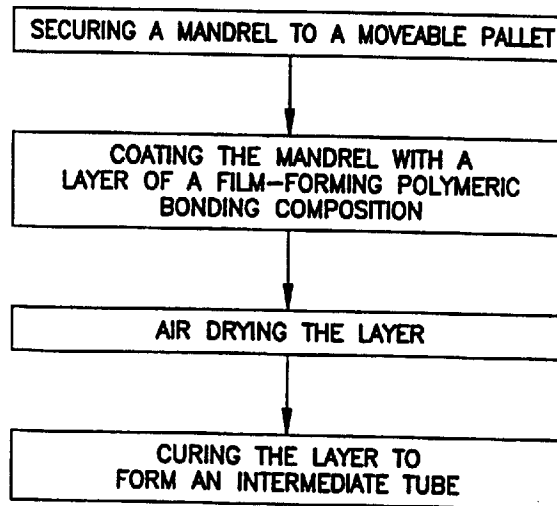 SECURING A MANDREL TO A MOVEABLE PALLET
COATING THE MANDREL WITH A
LAYER OF A FILM-FORMING POLYMERIC
BONDING COMPOSITION
AIR DRYING THE LAYER
CURING THE LAYER TO
FORM AN INTERMEDIATE TUBE